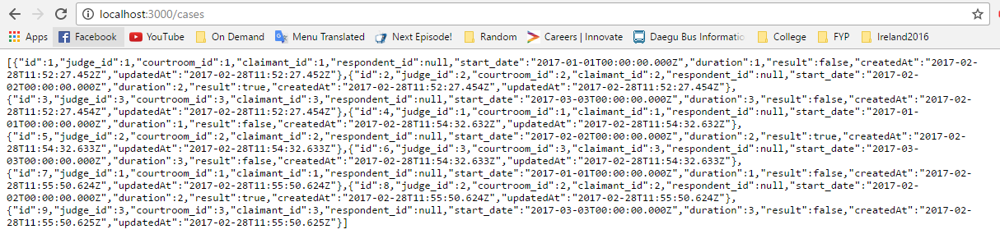 localhost:3000/cases
Apps Facebook YouTube On Demand Menu Translated Next Episode! Random Careers | Innovate Daegu Bus Informatio College FYP Ireland2016
[{"id":1,"judge_id":1,"courtroom_id":1,"claimant_id":1,"respondent_id":null,"start_date":"2017-01-01T00:00:00.000Z","duration":1,"result":false,"createdAt":"2017-02-
28T11:52:27.452Z","updatedAt":"2017-02-28T11:52:27.452Z"},{"id":2,"judge_id":2,"courtroom_id":2,"claimant_id":2,"respondent_id":null,"start_date":"2017-02-
02T00:00:00.000Z","duration":2,"result":true,"createdAt":"2017-02-28T11:52:27.454Z","updatedAt":"2017-02-28T11:52:27.454Z"},
{"id":3,"judge_id":3,"courtroom_id":3,"claimant_id":3,"respondent_id":null,"start_date":"2017-03-03T00:00:00.000Z","duration":3,"result":false,"createdAt":"2017-02-
28T11:52:27.454Z","updatedAt":"2017-02-28T11:52:27.454Z"},{"id":4,"judge_id":1,"courtroom_id":1,"claimant_id":1,"respondent_id":null,"start_date":"2017-01-
01T00:00:00.000Z","duration":1,"result":false,"createdAt":"2017-02-28T11:54:32.632Z","updatedAt":"2017-02-28T11:54:32.632Z"},
{"id":5,"judge_id":2,"courtroom_id":2,"claimant_id":2,"respondent_id":null,"start_date":"2017-02-02T00:00:00.000Z","duration":2,"result":true,"createdAt":"2017-02-
28T11:54:32.633Z","updatedAt":"2017-02-28T11:54:32.633Z"},{"id":6,"judge_id":3,"courtroom_id":3,"claimant_id":3,"respondent_id":null,"start_date":"2017-03-
03T00:00:00.000Z","duration":3,"result":false,"createdAt":"2017-02-28T11:54:32.633Z","updatedAt":"2017-02-28T11:54:32.633Z"},
{"id":7,"judge_id":1,"courtroom_id":1,"claimant_id":1,"respondent_id":null,"start_date":"2017-01-01T00:00:00.000Z","duration":1,"result":false,"createdAt":"2017-02-
28T11:55:50.624Z","updatedAt":"2017-02-28T11:55:50.624Z"},{"id":8,"judge_id":2,"courtroom_id":2,"claimant_id":2,"respondent_id":null,"start_date":"2017-02-
02T00:00:00.000Z","duration":2,"result":true,"createdAt":"2017-02-28T11:55:50.624Z","updatedAt":"2017-02-28T11:55:50.624Z"},
{"id":9,"judge_id":3,"courtroom_id":3,"claimant_id":3,"respondent_id":null,"start_date":"2017-03-03T00:00:00.000Z","duration":3,"result":false,"createdAt":"2017-02-
28T11:55:50.625Z","updatedAt":"2017-02-28T11:55:50.625Z"}]